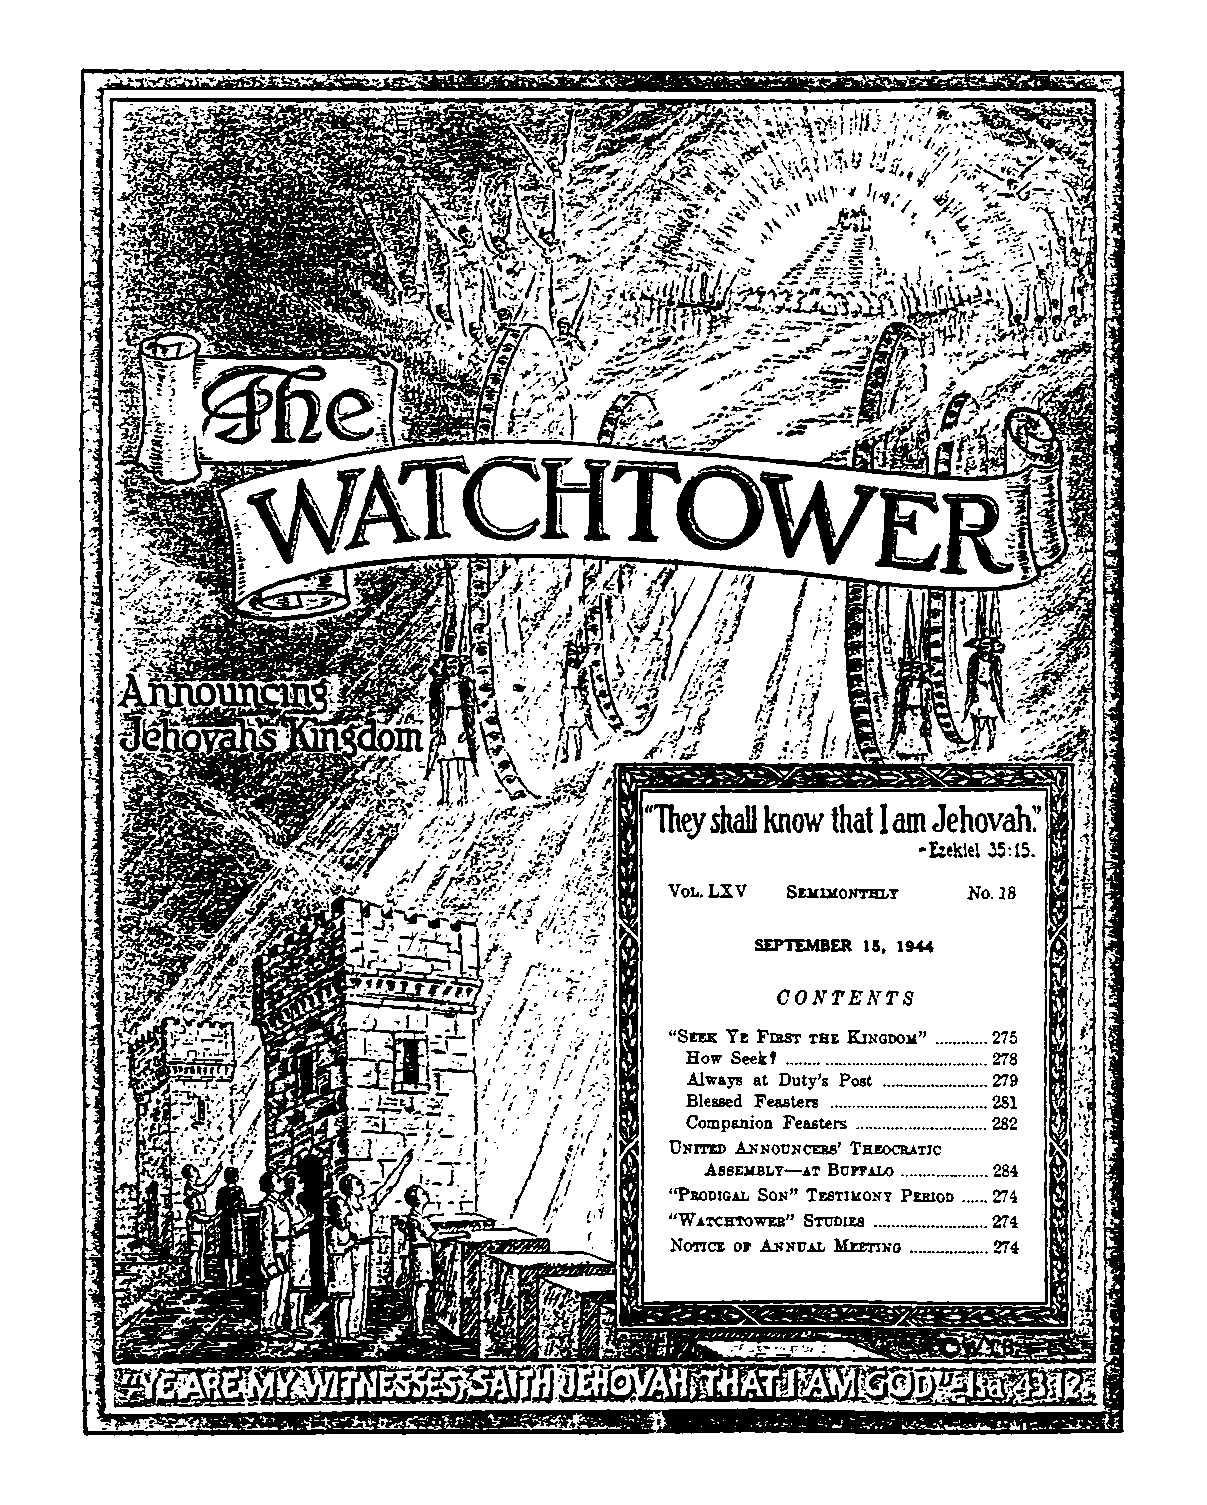 The
WATCHTOWER
Announcing
Jehovah's Kingdom
"They shall know that I am Jehovah."
-Ezekiel 35:15.
VOL. LXV SEMIMONTHLY No. 18
SEPTEMBER 15, 1944
CONTENTS
"SEEK YE FIRST THE KINGDOM" ............ 275
How Seek? ................................................ 278
Always at Duty's Post ........................ 279
Blessed Feasters .................................... 281
Companion Feasters .............................. 282
UNITED ANNOUNCERS' THEOCRATIC
ASSEMBLY—AT BUFFALO .................... 284
"PRODIGAL SON" TESTIMONY PERIOD ...... 274
"WATCHTOWER" STUDIES .......................... 274
NOTICE OF ANNUAL MEETING .................. 274
"YE ARE MY WITNESSES, SAITH JEHOVAH, THAT I AM GOD."-Isa. 43:12